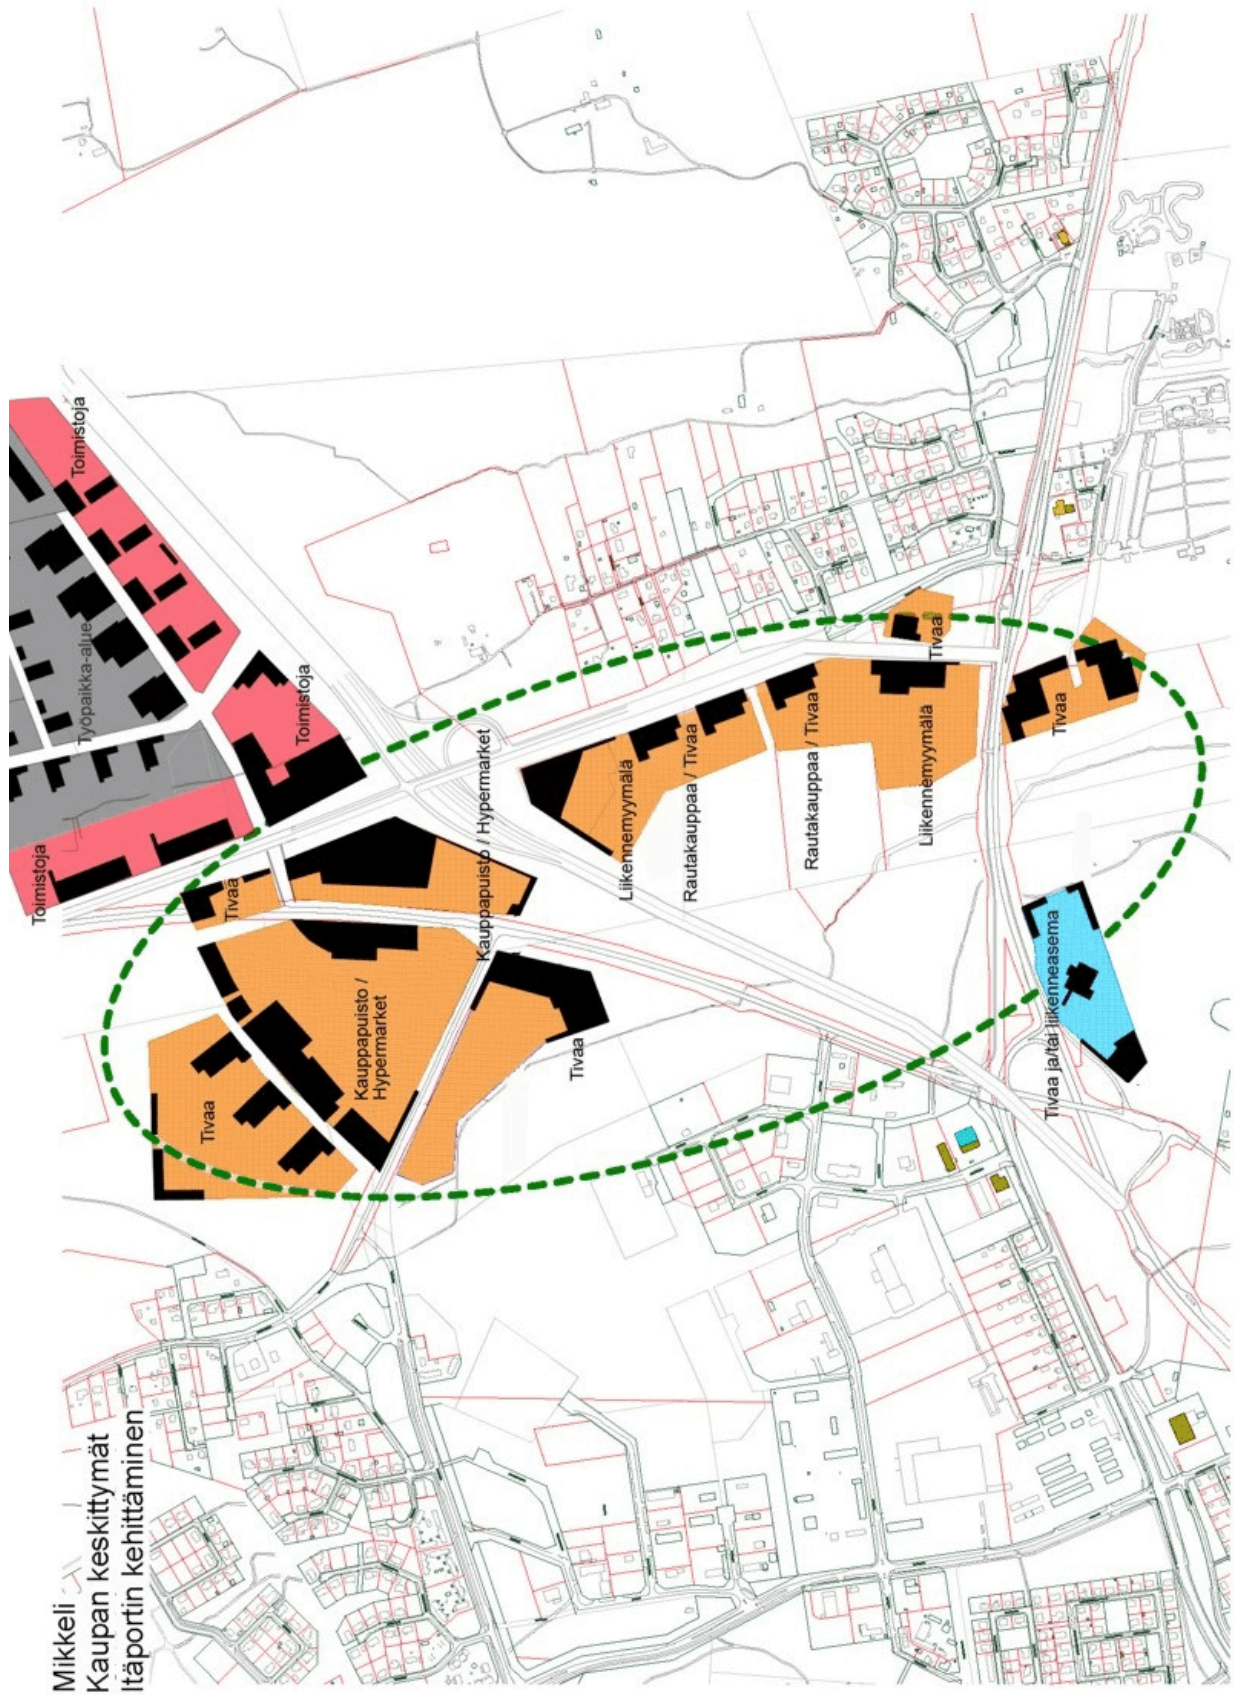 Mikkeli
Kaupan keskittymät
Itäportin kehittäminen
Toimistoja
Työpaikka-alue
Toimistoja
Toimistoja
Tivaa
Tivaa
Kauppapuisto /
Hypermarket
Kauppapuisto / Hypermarket
Tivaa
Liikennemyymälä
Rautakauppaa / Tivaa
Rautakauppaa / Tivaa
Liikennemyymälä
Tivaa
Tivaa
Tivaa ja/tai liikenneasema